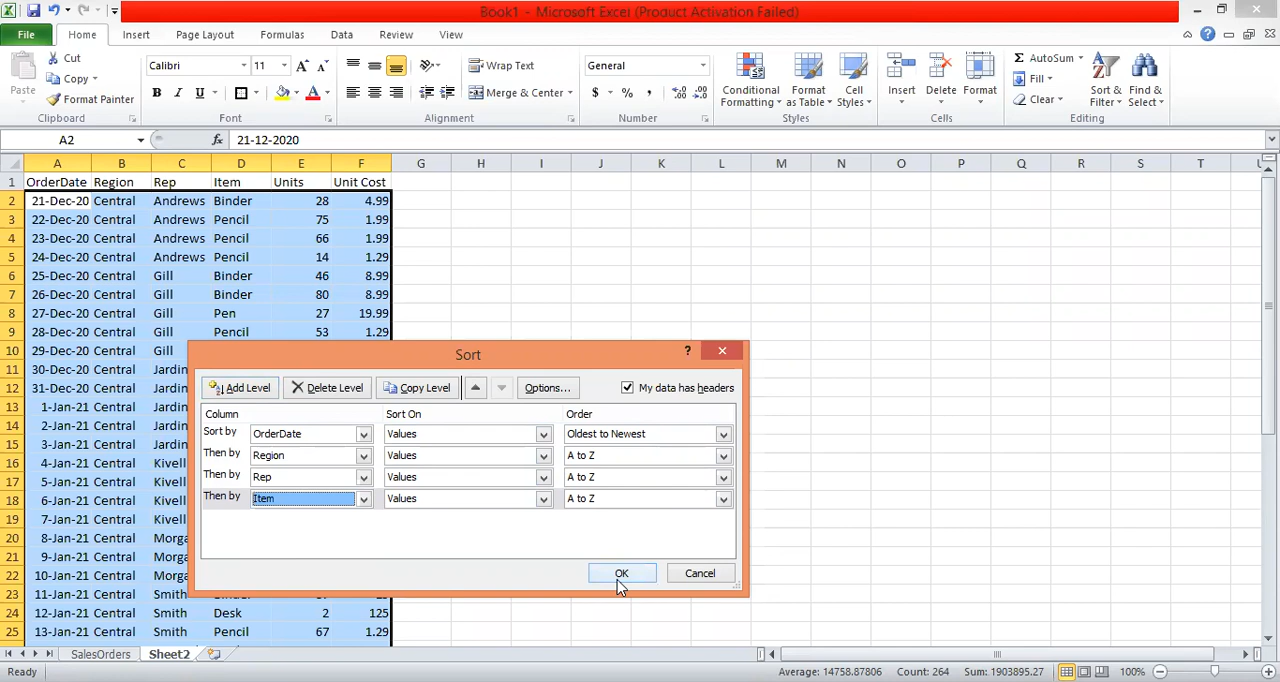 Book1 - Microsoft Excel (Product Activation Failed)
File Home Insert Page Layout Formulas Data Review View
Cut
Copy
Format Painter
Paste
Clipboard
Calibri 11
B I U
Font
Wrap Text
Merge & Center
Alignment
General
$ % ,
Number
Conditional Formatting
Format as Table
Cell Styles
Styles
Insert Delete Format
Cells
AutoSum
Fill
Clear
Sort & Filter
Find & Select
Editing
A2 fx 21-12-2020
A B C D E F G H I J K L M N O P Q R S T
1 OrderDate Region Rep Item Units Unit Cost
2 21-Dec-20 Central Andrews Binder 28 4.99
3 22-Dec-20 Central Andrews Pencil 75 1.99
4 23-Dec-20 Central Andrews Pencil 66 1.99
5 24-Dec-20 Central Andrews Pencil 14 1.29
6 25-Dec-20 Central Gill Binder 46 8.99
7 26-Dec-20 Central Gill Binder 80 8.99
8 27-Dec-20 Central Gill Pen 27 19.99
9 28-Dec-20 Central Gill Pencil 53 1.29
10 29-Dec-20 Central Gill
11 30-Dec-20 Central Jardin
12 31-Dec-20 Central Jardin
13 1-Jan-21 Central Jardin
14 2-Jan-21 Central Jardin
15 3-Jan-21 Central Jardin
16 4-Jan-21 Central Kivell
17 5-Jan-21 Central Kivell
18 6-Jan-21 Central Kivell
19 7-Jan-21 Central Kivell
20 8-Jan-21 Central Morga
21 9-Jan-21 Central Morga
22 10-Jan-21 Central Morga
23 11-Jan-21 Central Smith
24 12-Jan-21 Central Smith Desk 2 125
25 13-Jan-21 Central Smith Pencil 67 1.29
Sort
? 
Add Level Delete Level Copy Level Options... My data has headers
Column Sort On Order
Sort by OrderDate Values Oldest to Newest
Then by Region Values A to Z
Then by Rep Values A to Z
Then by Item Values A to Z
OK Cancel
SalesOrders Sheet2
Ready Average: 14758.87806 Count: 264 Sum: 1903895.27 100%